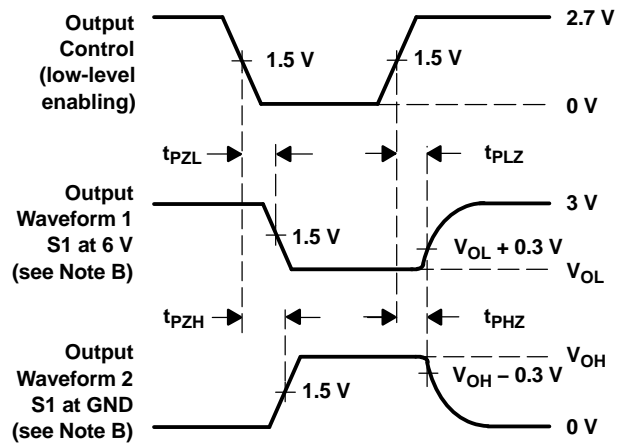 Output
Control
(low-level
enabling)
2.7 V
1.5 V
1.5 V
0 V
tPZL
tPLZ
Output
Waveform 1
S1 at 6 V
(see Note B)
3 V
1.5 V
VOL + 0.3 V
VOL
tPZH
tPHZ
Output
Waveform 2
S1 at GND
(see Note B)
VOH
1.5 V
VOH – 0.3 V
0 V